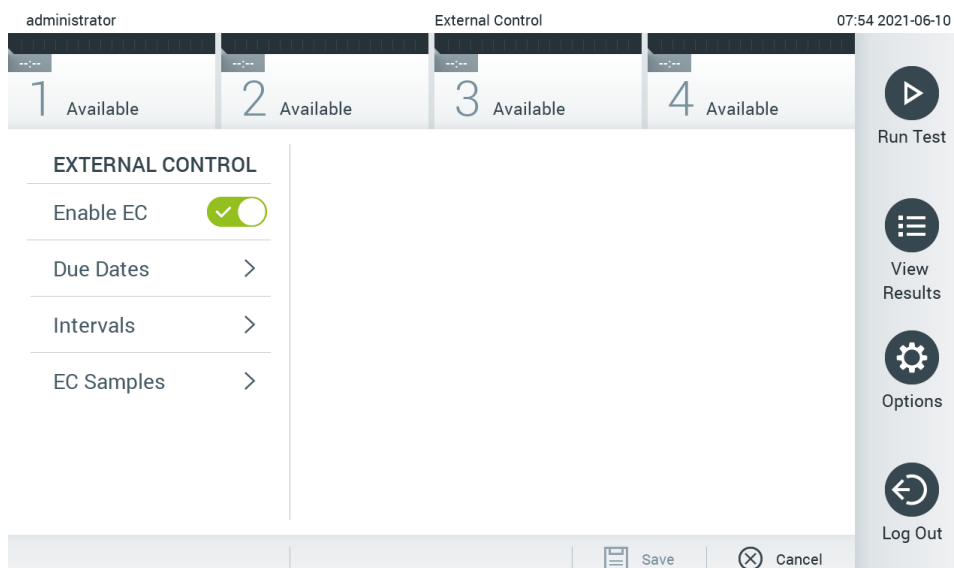 administrator External Control 07:54 2021-06-10
--:-- --:-- --:-- --:--
1 Available 2 Available 3 Available 4 Available
Run Test
EXTERNAL CONTROL
Enable EC
Due Dates
Intervals
EC Samples
View
Results
Options
Log Out
Save Cancel